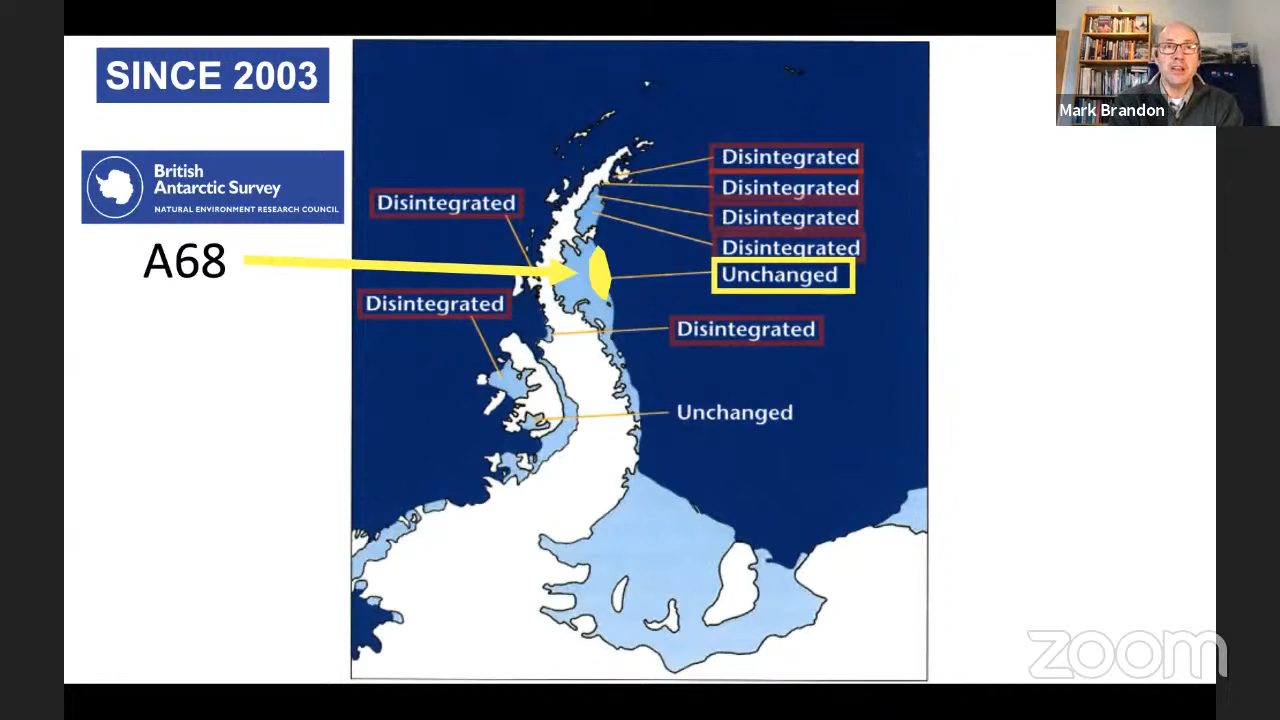 SINCE 2003
British
Antarctic Survey
NATURAL ENVIRONMENT RESEARCH COUNCIL
A68
Disintegrated
Disintegrated
Disintegrated
Disintegrated
Disintegrated
Disintegrated
Unchanged
Disintegrated
Unchanged
Mark Brandon
zoom